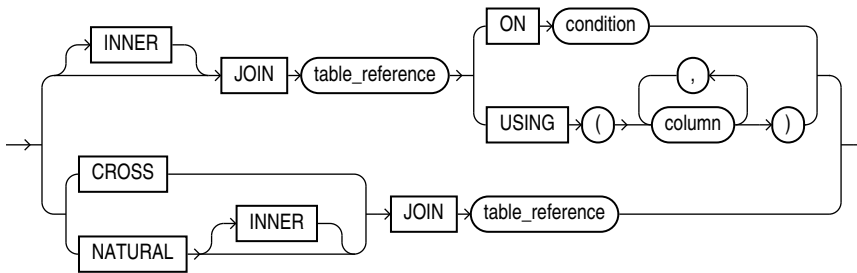 INNER ON condition
JOIN table_reference
,
USING ( column )
CROSS
JOIN table_reference
NATURAL INNER